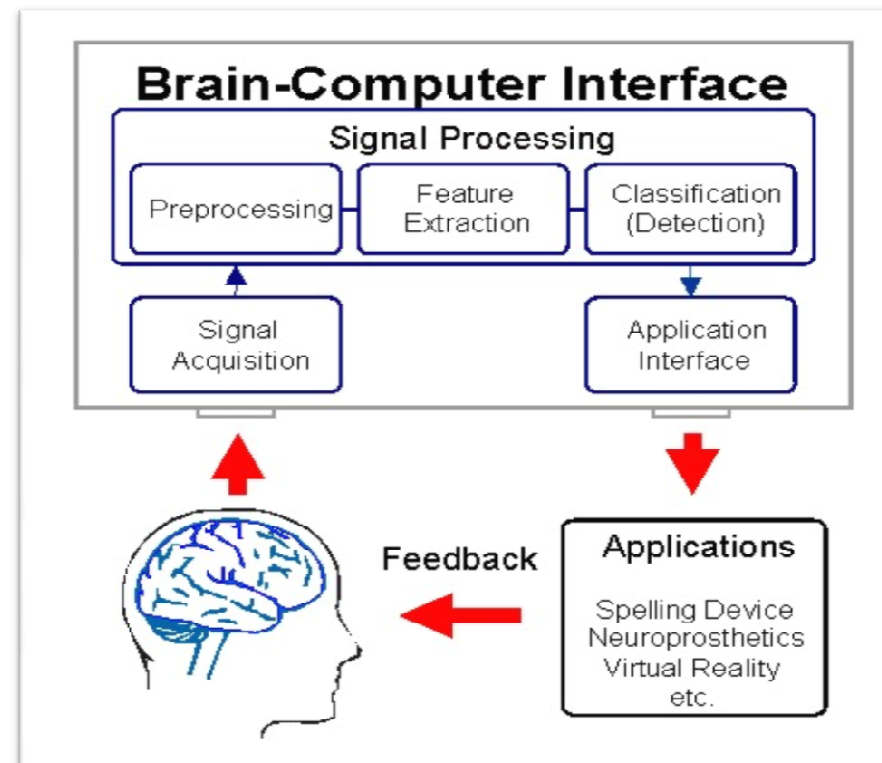 Brain-Computer Interface
Signal Processing
Preprocessing
Feature
Extraction
Classification
(Detection)
Signal
Acquisition
Application
Interface
Feedback
Applications
Spelling Device
Neuroprosthetics
Virtual Reality
etc.